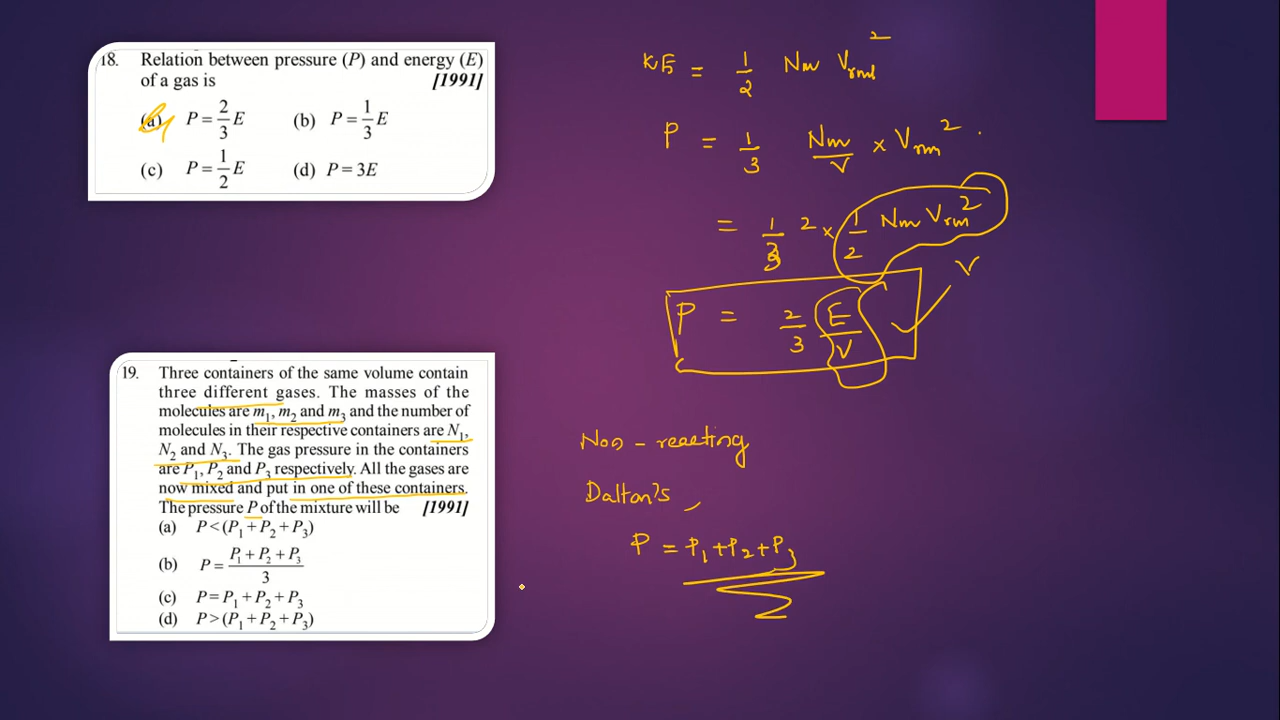 18. Relation between pressure (P) and energy (E)
of a gas is [1991]
(a) P = 2/3 E (b) P = 1/3 E
(c) P = 1/2 E (d) P = 3E
KE = 1/2 Nm Vrms²
P = 1/3 Nm/V × Vrm² .
= 1/3 2 × 1/2 Nm Vrm²
V
P = 2/3 E/V
19. Three containers of the same volume contain
three different gases. The masses of the
molecules are m₁, m₂ and m₃ and the number of
molecules in their respective containers are N₁,
N₂ and N₃. The gas pressure in the containers
are P₁, P₂ and P₃ respectively. All the gases are
now mixed and put in one of these containers.
The pressure P of the mixture will be [1991]
(a) P < (P₁ + P₂ + P₃)
(b) P = (P₁ + P₂ + P₃)/3
(c) P = P₁ + P₂ + P₃
(d) P > (P₁ + P₂ + P₃)
Non - reacting
Dalton's
P = P₁ + P₂ + P₃